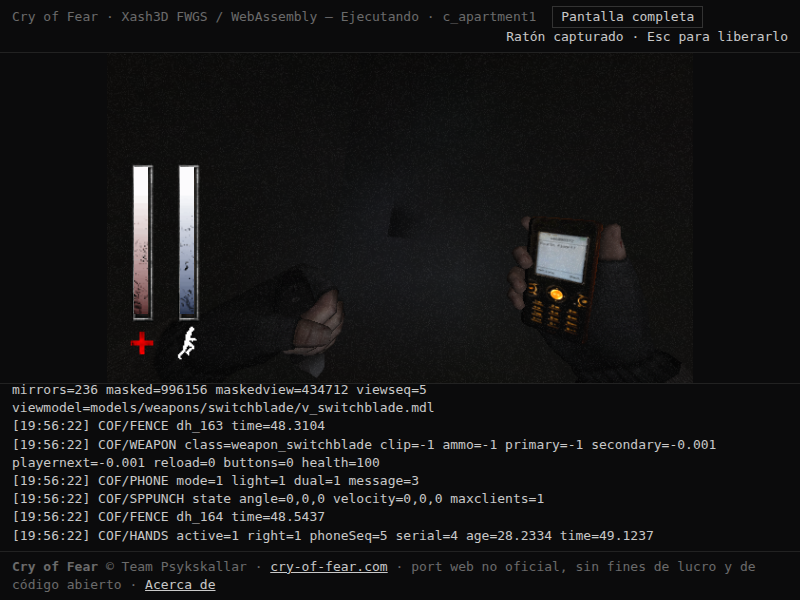 Cry of Fear · Xash3D FWGS / WebAssembly — Ejecutando · c_apartment1 Pantalla completa
Ratón capturado · Esc para liberarlo
mirrors=236 masked=996156 maskedview=434712 viewseq=5
viewmodel=models/weapons/switchblade/v_switchblade.mdl
[19:56:22] COF/FENCE dh_163 time=48.3104
[19:56:22] COF/WEAPON class=weapon_switchblade clip=-1 ammo=-1 primary=-1 secondary=-0.001
playernext=-0.001 reload=0 buttons=0 health=100
[19:56:22] COF/PHONE mode=1 light=1 dual=1 message=3
[19:56:22] COF/SPPUNCH state angle=0,0,0 velocity=0,0,0 maxclients=1
[19:56:22] COF/FENCE dh_164 time=48.5437
[19:56:22] COF/HANDS active=1 right=1 phoneSeq=5 serial=4 age=28.2334 time=49.1237
Cry of Fear © Team Psykskallar · cry-of-fear.com · port web no oficial, sin fines de lucro y de
código abierto · Acerca de